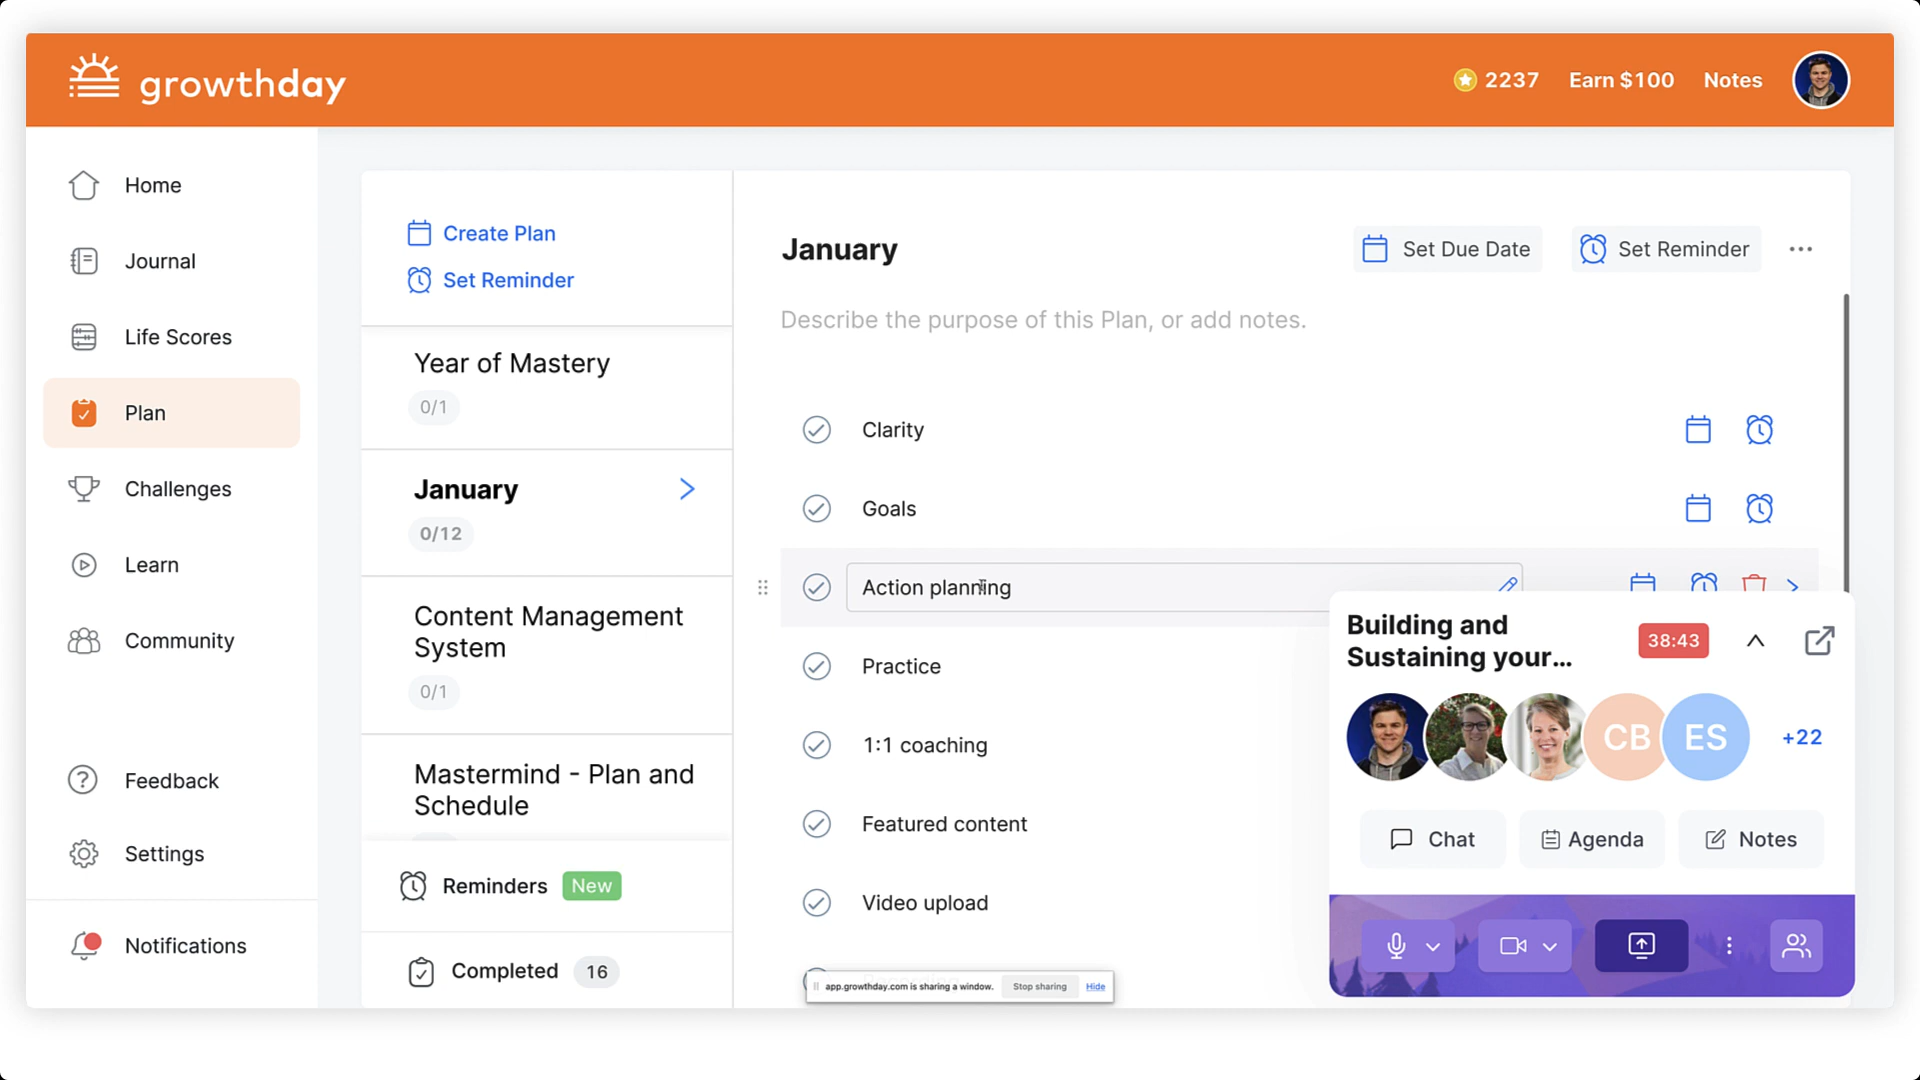 growthday
2237
Earn $100
Notes
Home
Journal
Life Scores
Plan
Challenges
Learn
Community
Feedback
Settings
Notifications
Create Plan
Set Reminder
Year of Mastery
0/1
January
0/12
Content Management
System
0/1
Mastermind - Plan and
Schedule
Reminders
New
Completed
16
January
Set Due Date
Set Reminder
Describe the purpose of this Plan, or add notes.
Clarity
Goals
Action planning
Practice
1:1 coaching
Featured content
Video upload
app.growthday.com is sharing a window.
Stop sharing
Hide
Building and
Sustaining your...
38:43
CB
ES
+22
Chat
Agenda
Notes